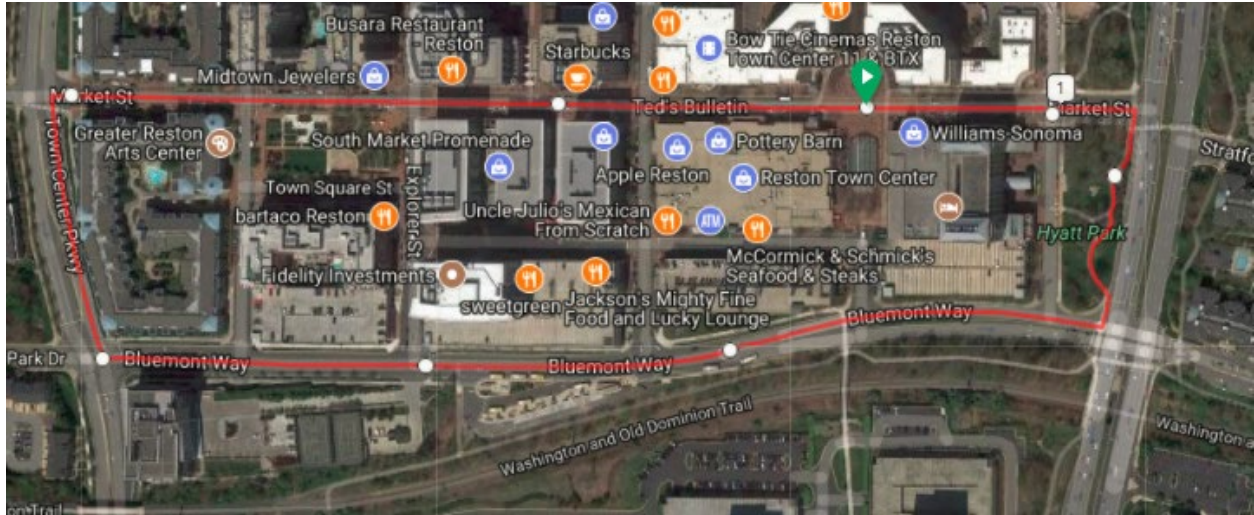 Busara Restaurant
- Reston
Starbucks
Bow Tie Cinemas Reston
Town Center 11 & BTX
Midtown Jewelers
Market St
Ted's Bulletin
1
Market St
Greater Reston
Arts Center
South Market Promenade
Pottery Barn
Williams-Sonoma
Stratfo
Town Center Pkwy
Town Square St
Explorer St
Apple Reston
Reston Town Center
bartaco Reston
Uncle Julio's Mexican
From Scratch
ATM
Hyatt Park
McCormick & Schmick's
Seafood & Steaks
Fidelity Investments
sweetgreen
Jackson's Mighty Fine
Food and Lucky Lounge
Bluemont Way
Park Dr
Bluemont Way
Bluemont Way
Washington and Old Dominion Trail
Washington a
on Trail